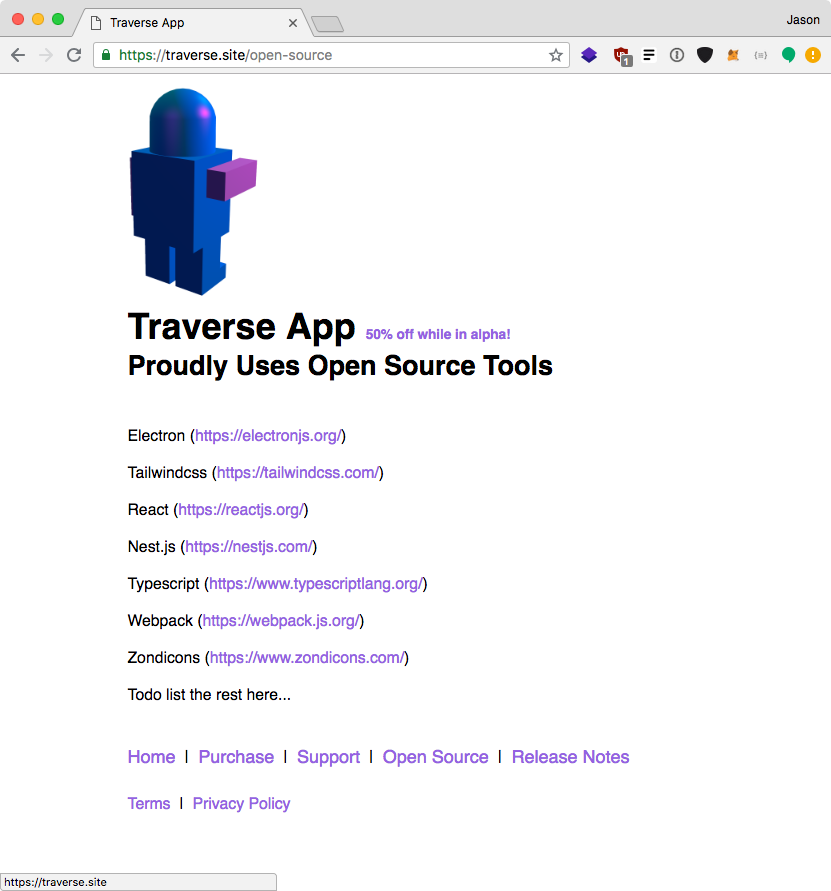 Traverse App
Jason
https://traverse.site/open-source
1
Traverse App 50% off while in alpha!
Proudly Uses Open Source Tools
Electron (https://electronjs.org/)
Tailwindcss (https://tailwindcss.com/)
React (https://reactjs.org/)
Nest.js (https://nestjs.com/)
Typescript (https://www.typescriptlang.org/)
Webpack (https://webpack.js.org/)
Zondicons (https://www.zondicons.com/)
Todo list the rest here...
Home | Purchase | Support | Open Source | Release Notes
Terms | Privacy Policy
https://traverse.site